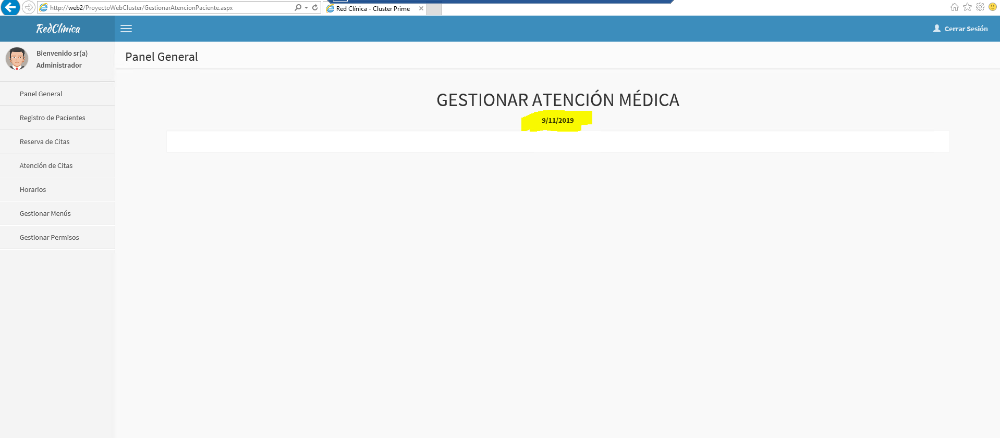 http://web2/ProyectoWebCluster/GestionarAtencionPaciente.aspx
Red Clínica - Cluster Prime
RedClínica
Cerrar Sesión
Bienvenido sr(a)
Administrador
Panel General
Panel General
Registro de Pacientes
Reserva de Citas
Atención de Citas
Horarios
Gestionar Menús
Gestionar Permisos
GESTIONAR ATENCIÓN MÉDICA
9/11/2019